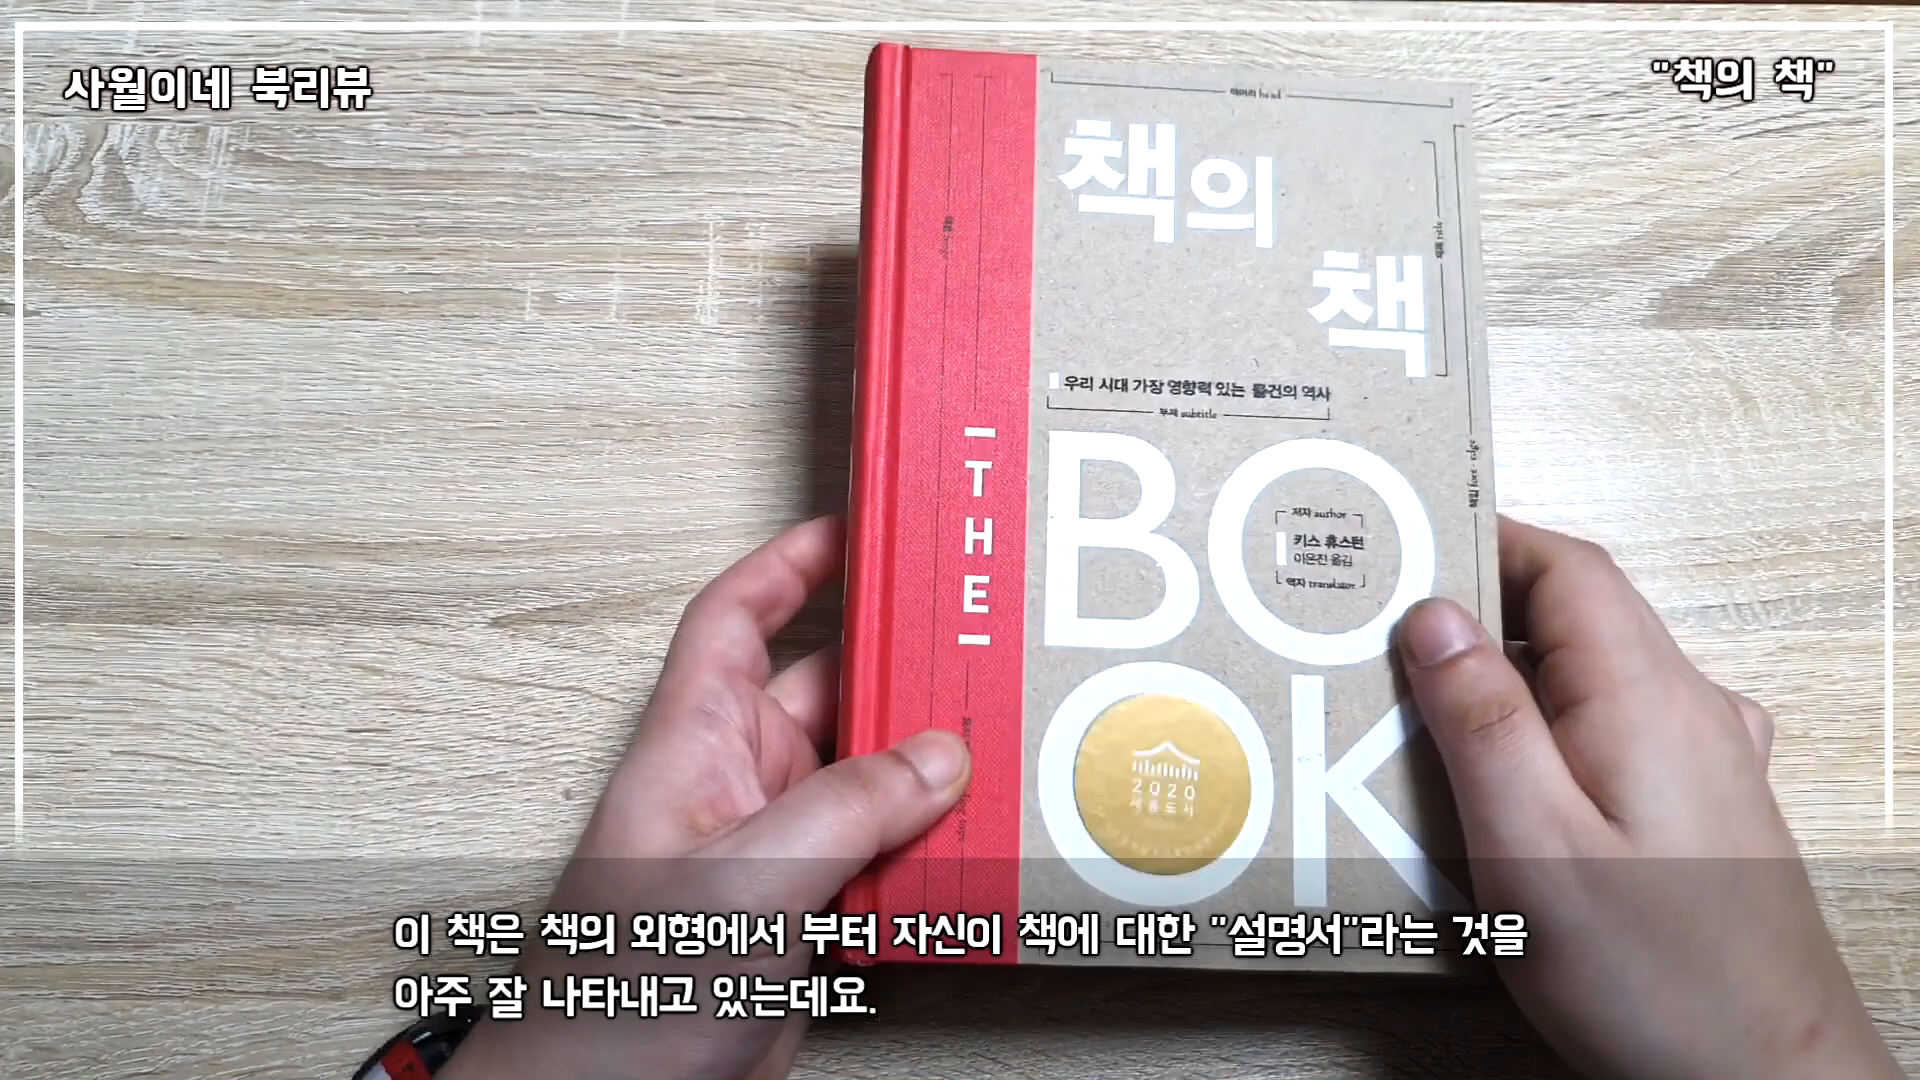 사월이네 북리뷰
"책의 책"
머리 head
책의
책
우리 시대 가장 영향력 있는 물건의 역사
부제 subtitle
THE
BO
OK
저자 author
키스 휴스턴
이은진 옮김
역자 translator
2020
세종도서
이 책은 책의 외형에서 부터 자신이 책에 대한 "설명서"라는 것을
아주 잘 나타내고 있는데요.